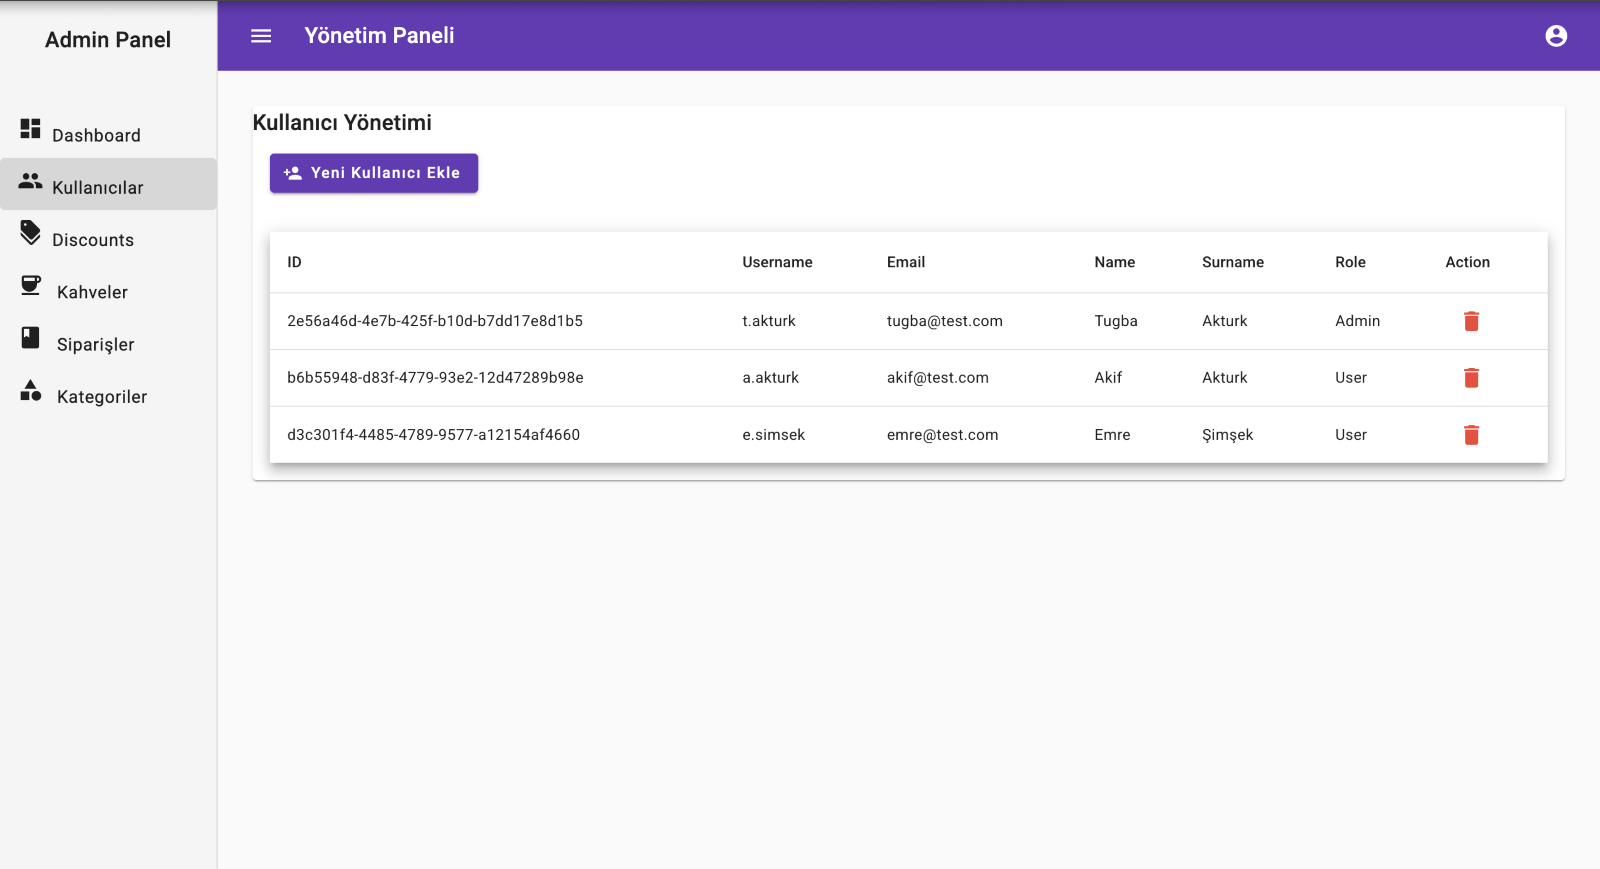 Admin Panel
Yönetim Paneli
Dashboard
Kullanıcılar
Discounts
Kahveler
Siparişler
Kategoriler
Kullanıcı Yönetimi
Yeni Kullanıcı Ekle
ID Username Email Name Surname Role Action
2e56a46d-4e7b-425f-b10d-b7dd17e8d1b5 t.akturk tugba@test.com Tugba Akturk Admin
b6b55948-d83f-4779-93e2-12d47289b98e a.akturk akif@test.com Akif Akturk User
d3c301f4-4485-4789-9577-a12154af4660 e.simsek emre@test.com Emre Şimşek User